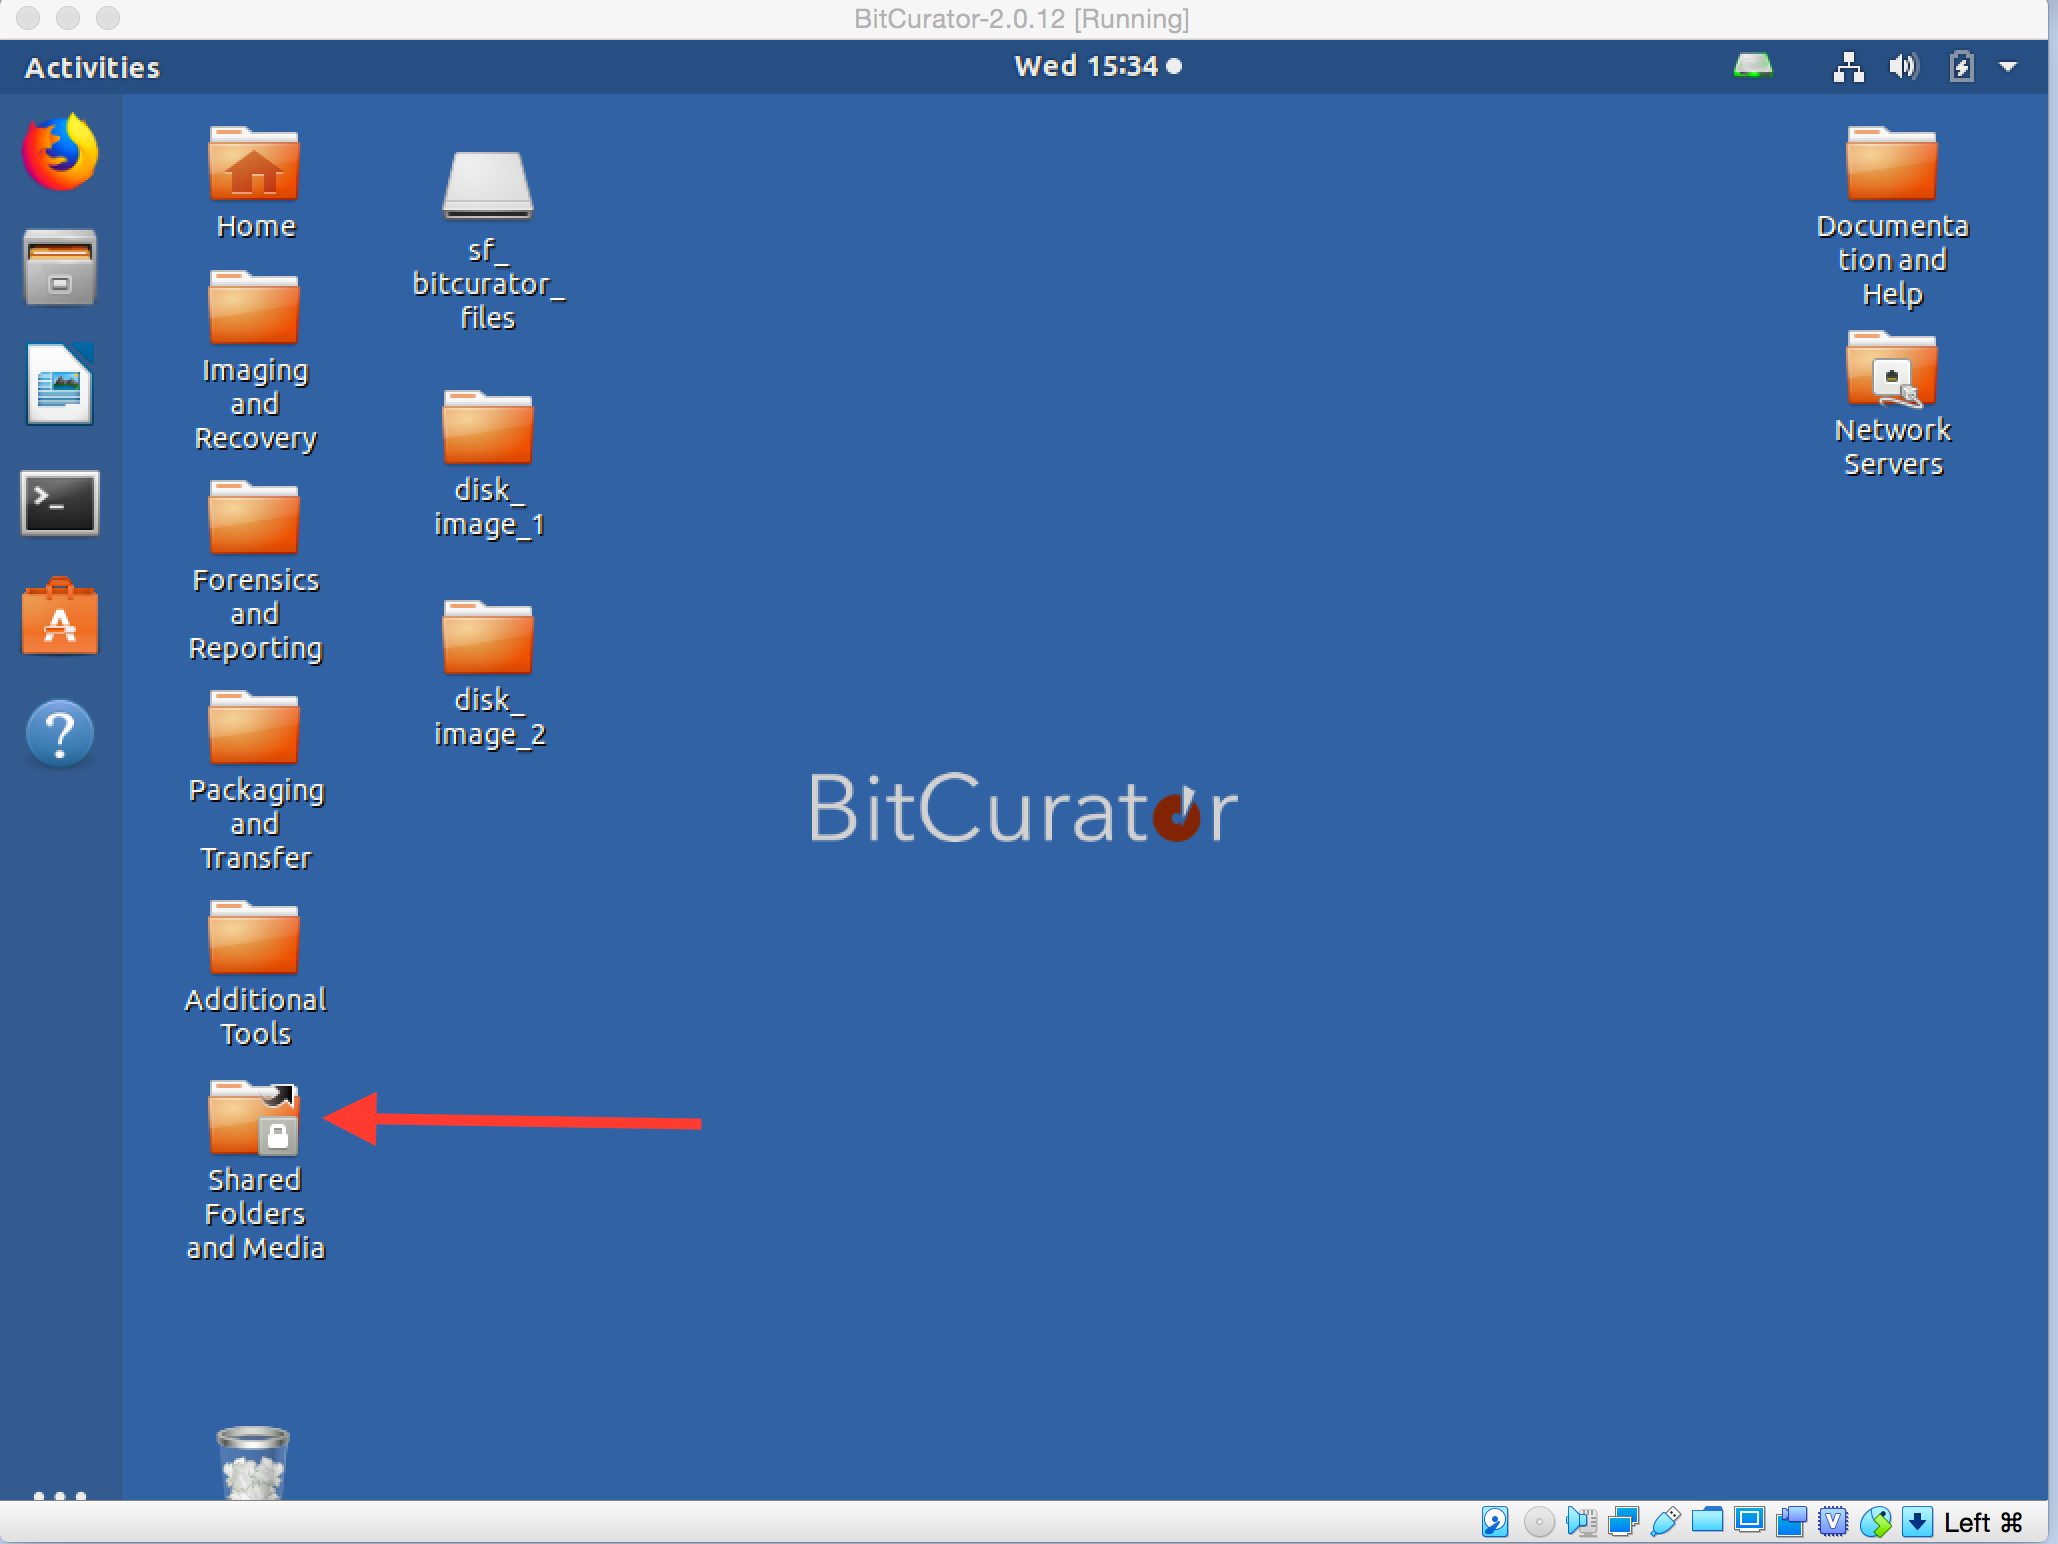 BitCurator-2.0.12 [Running]
Activities
Wed 15:34
Home
Imaging
and
Recovery
Forensics
and
Reporting
Packaging
and
Transfer
Additional
Tools
Shared
Folders
and Media
sf_
bitcurator_
files
disk_
image_1
disk_
image_2
BitCurator
Documenta
tion and
Help
Network
Servers
Left ⌘